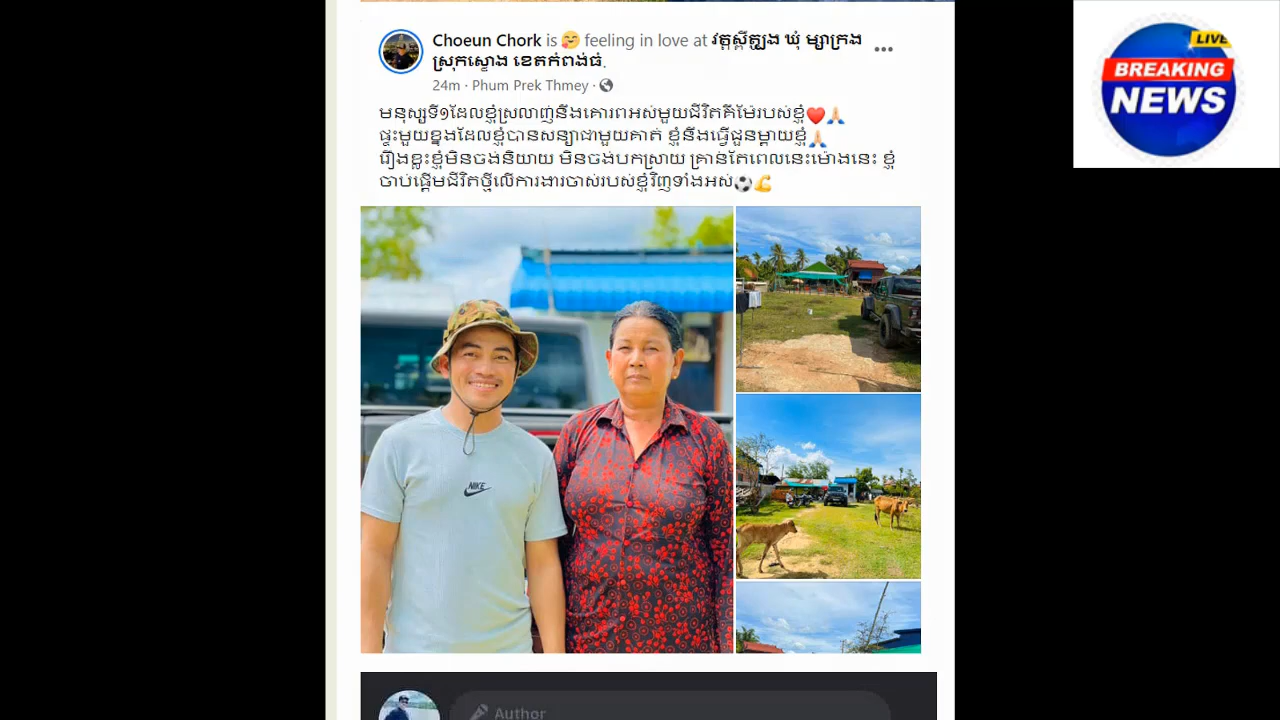 Choeun Chork is 🥰 feeling in love at វត្តស្ពឺត្បូង ឃុំ ម្សាក្រង
ស្រុកស្ទោង ខេតកំពង់ធំ.
24m · Phum Prek Thmey ·
មនុស្សទី១ដែលខ្ញុំស្រលាញ់នឹងគោរពអស់មួយជីវិតគឺម៉ែរបស់ខ្ញុំ❤️🙏🏻
ផ្ទះមួយខ្នងដែលខ្ញុំបានសន្យាជាមួយគាត់ ខ្ញុំនឹងធ្វើជូនម្តាយខ្ញុំ🙏🏻
រឿងខ្លះខ្ញុំមិនចង់និយាយ មិនចង់បកស្រាយ គ្រាន់តែពេលនេះម៉ោងនេះ ខ្ញុំ
ចាប់ផ្តើមជីវិតថ្មីលើការងារចាស់របស់ខ្ញុំវិញទាំងអស់⚽💪
NIKE
Author
LIVE
BREAKING
NEWS